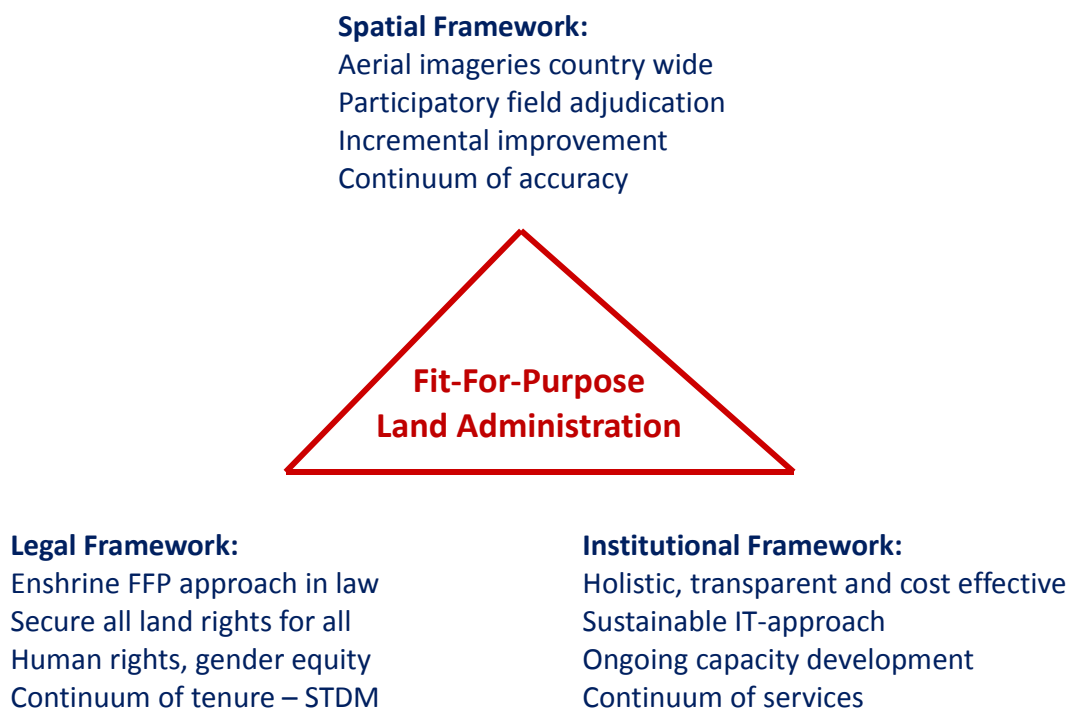 Spatial Framework:
Aerial imageries country wide
Participatory field adjudication
Incremental improvement
Continuum of accuracy
Fit-For-Purpose
Land Administration
Legal Framework:
Enshrine FFP approach in law
Secure all land rights for all
Human rights, gender equity
Continuum of tenure – STDM
Institutional Framework:
Holistic, transparent and cost effective
Sustainable IT-approach
Ongoing capacity development
Continuum of services